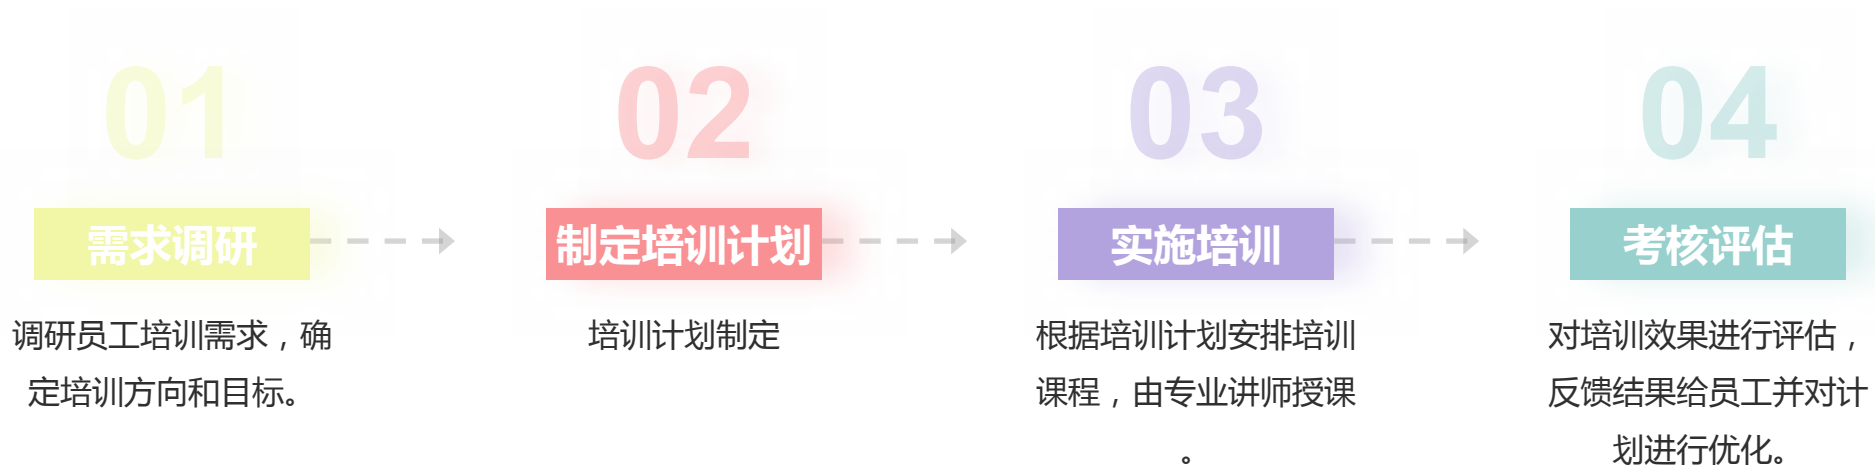 01
需求调研
调研员工培训需求，确
定培训方向和目标。
02
制定培训计划
培训计划制定
03
实施培训
根据培训计划安排培训
课程，由专业讲师授课
。
04
考核评估
对培训效果进行评估，
反馈结果给员工并对计
划进行优化。